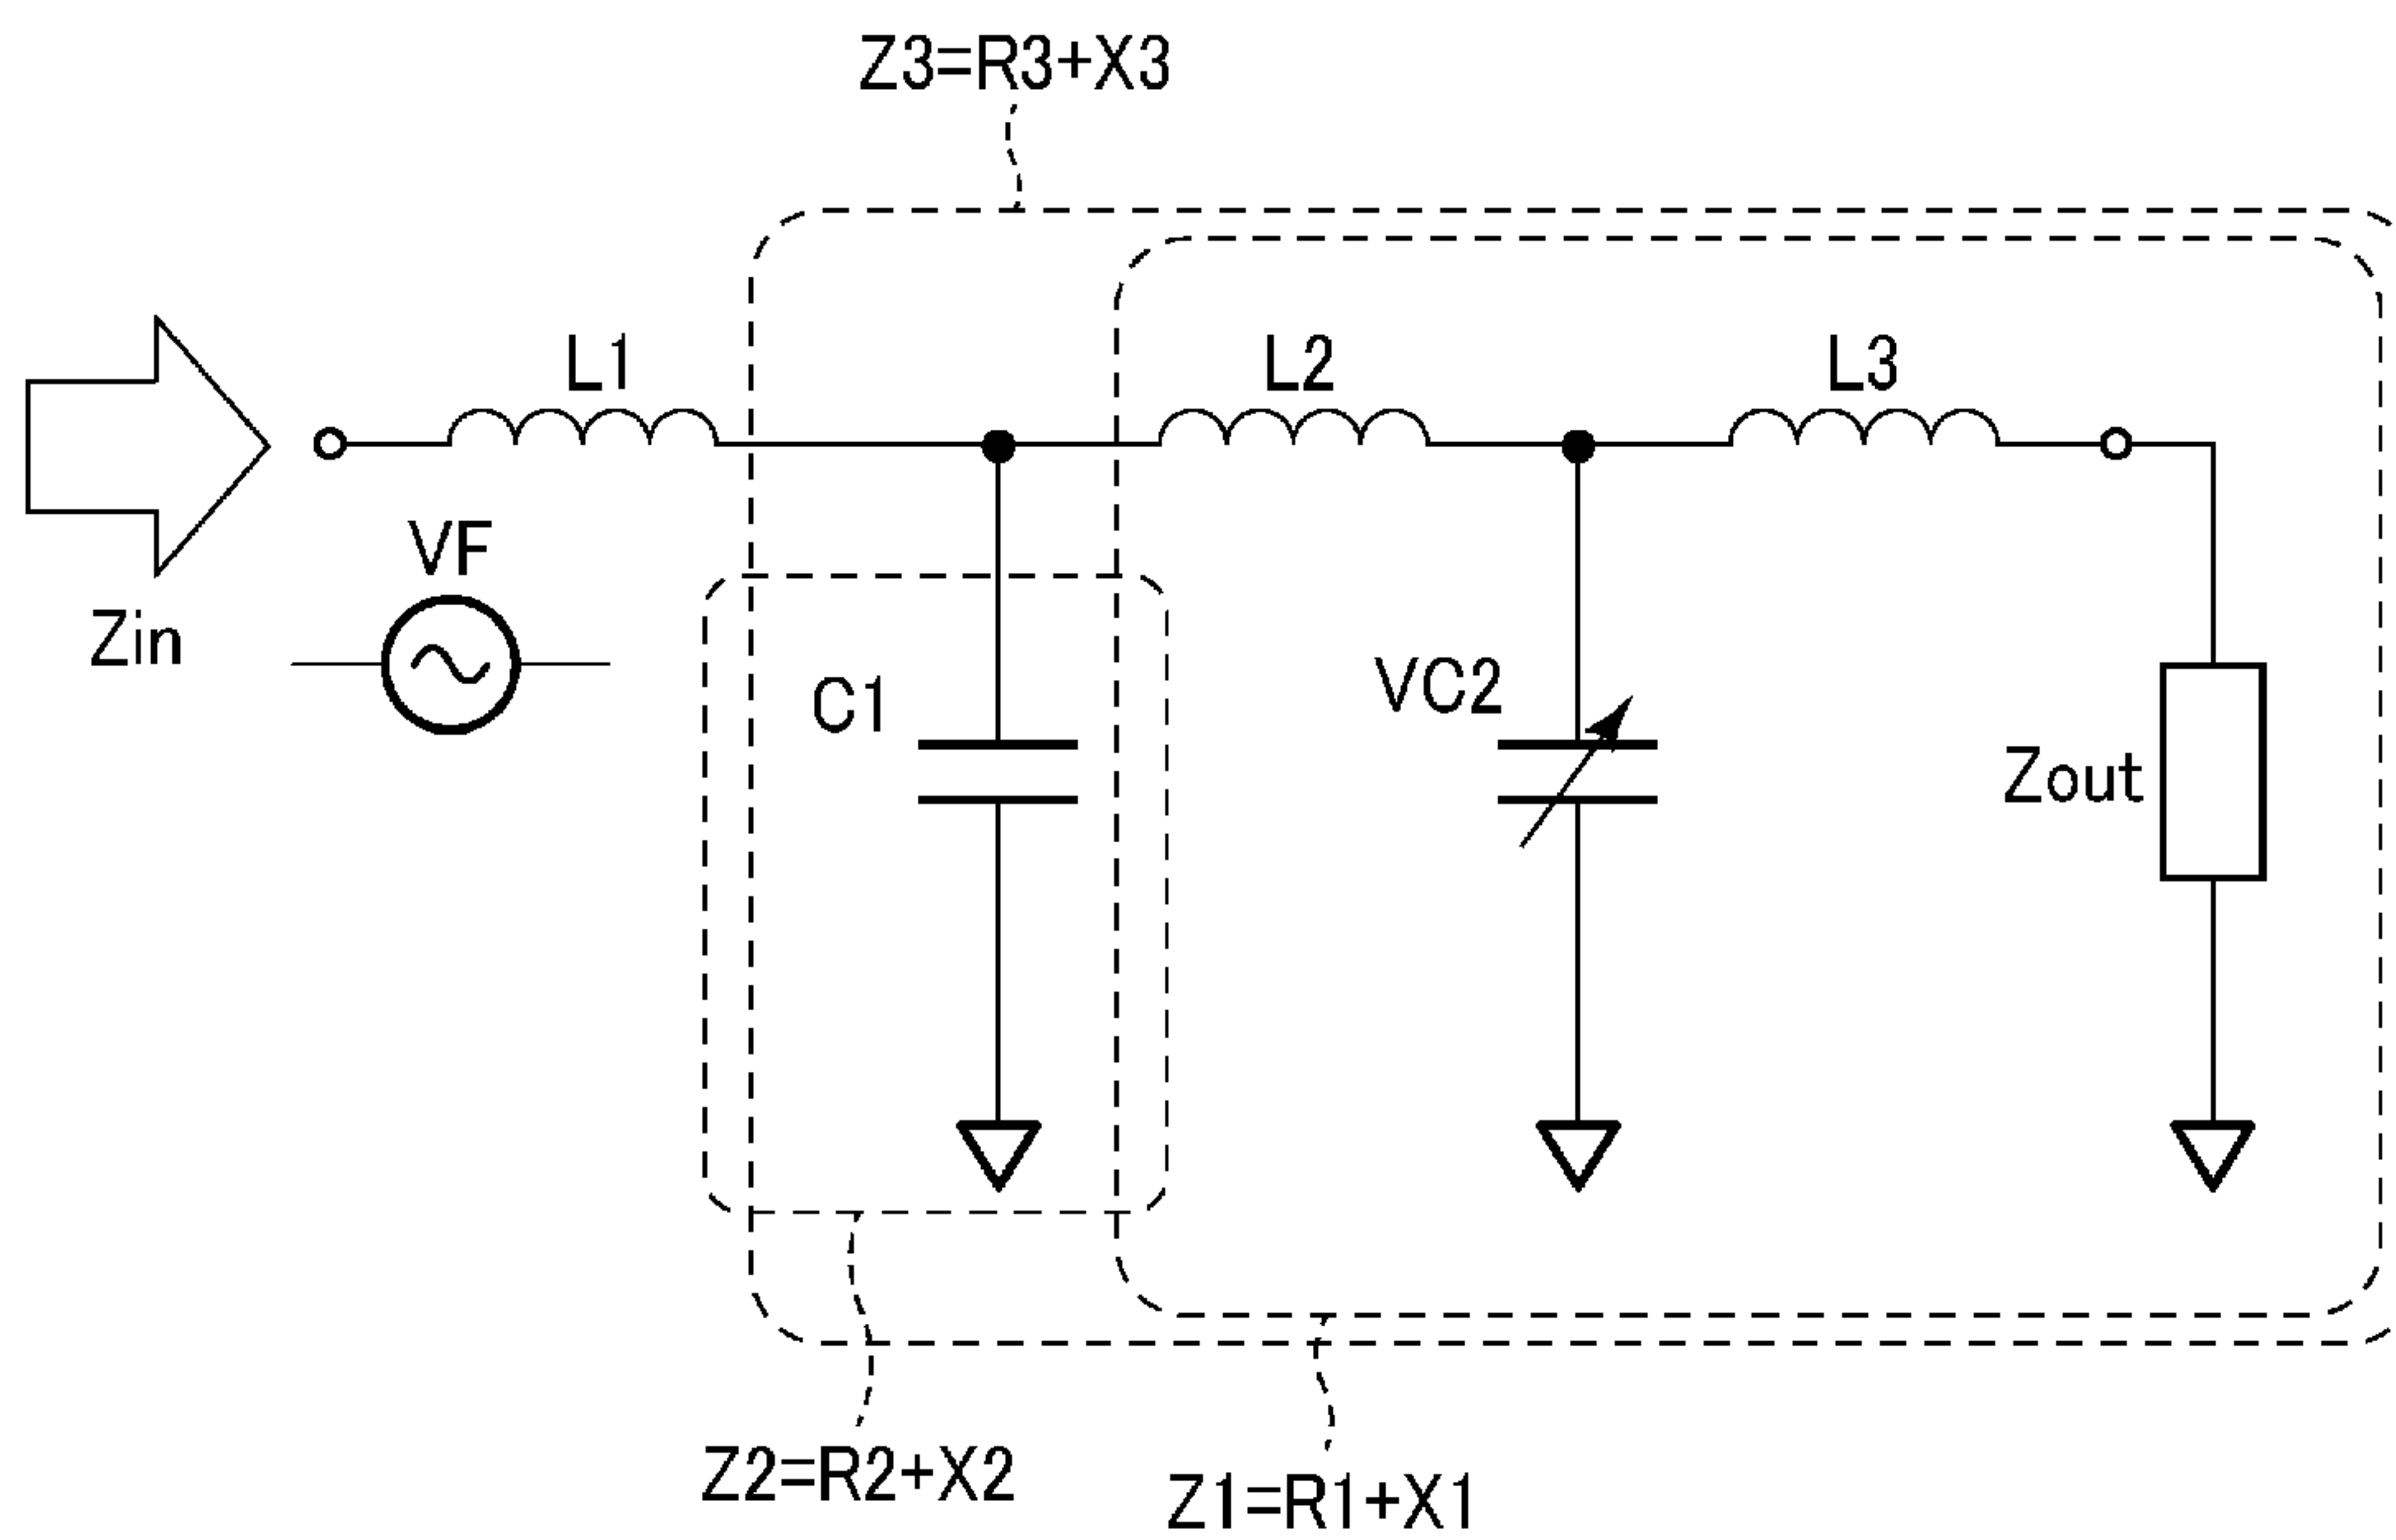 Z3=R3+X3
L1
L2
L3
VF
Zin
C1
VC2
Zout
Z2=R2+X2
Z1=R1+X1